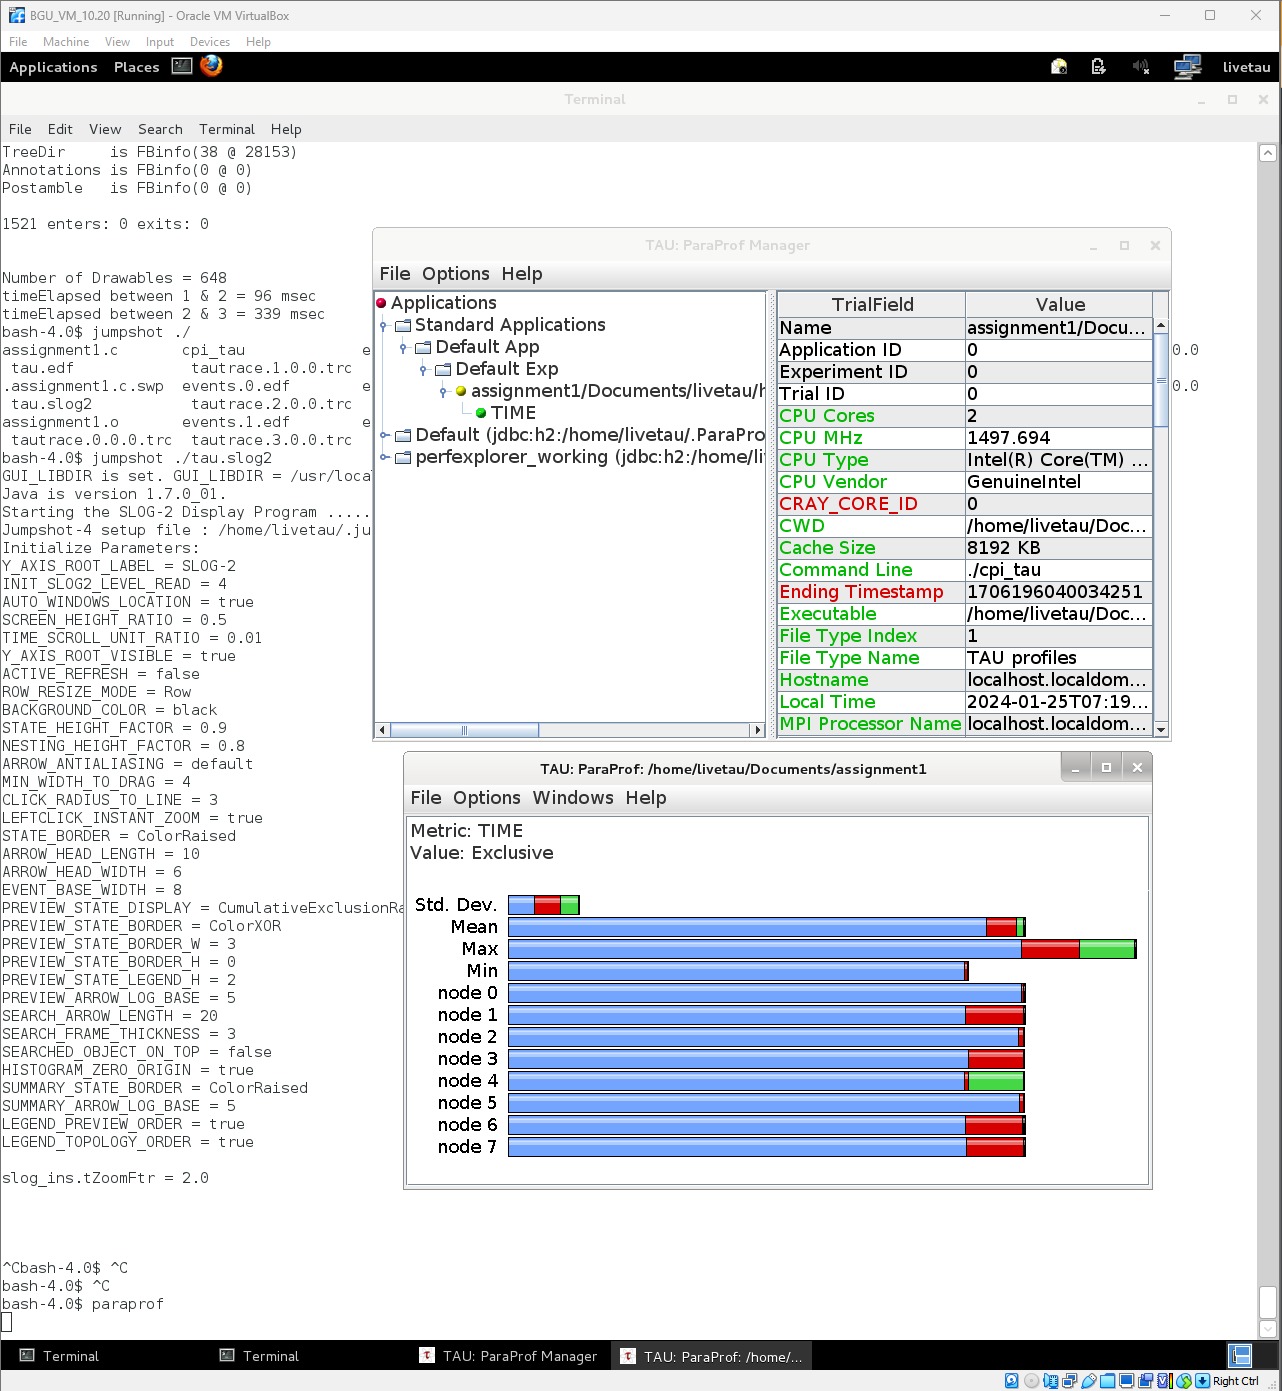 BGU_VM_10.20 [Running] - Oracle VM VirtualBox
File Machine View Input Devices Help
Applications Places livetau
Terminal
File Edit View Search Terminal Help
TreeDir     is FBinfo(38 @ 28153)
Annotations is FBinfo(0 @ 0)
Postamble   is FBinfo(0 @ 0)
1521 enters: 0 exits: 0
Number of Drawables = 648
timeElapsed between 1 & 2 = 96 msec
timeElapsed between 2 & 3 = 339 msec
bash-4.0$ jumpshot ./
assignment1.c       cpi_tau             e
0.0
 tau.edf             tautrace.1.0.0.trc
.assignment1.c.swp  events.0.edf        e
0.0
 tau.slog2           tautrace.2.0.0.trc
assignment1.o       events.1.edf        e
 tautrace.0.0.0.trc  tautrace.3.0.0.trc
bash-4.0$ jumpshot ./tau.slog2
GUI_LIBDIR is set. GUI_LIBDIR = /usr/loca
Java is version 1.7.0_01.
Starting the SLOG-2 Display Program .....
Jumpshot-4 setup file : /home/livetau/.ju
Initialize Parameters:
Y_AXIS_ROOT_LABEL = SLOG-2
INIT_SLOG2_LEVEL_READ = 4
AUTO_WINDOWS_LOCATION = true
SCREEN_HEIGHT_RATIO = 0.5
TIME_SCROLL_UNIT_RATIO = 0.01
Y_AXIS_ROOT_VISIBLE = true
ACTIVE_REFRESH = false
ROW_RESIZE_MODE = Row
BACKGROUND_COLOR = black
STATE_HEIGHT_FACTOR = 0.9
NESTING_HEIGHT_FACTOR = 0.8
ARROW_ANTIALIASING = default
MIN_WIDTH_TO_DRAG = 4
CLICK_RADIUS_TO_LINE = 3
LEFTCLICK_INSTANT_ZOOM = true
STATE_BORDER = ColorRaised
ARROW_HEAD_LENGTH = 10
ARROW_HEAD_WIDTH = 6
EVENT_BASE_WIDTH = 8
PREVIEW_STATE_DISPLAY = CumulativeExclusionRa
PREVIEW_STATE_BORDER = ColorXOR
PREVIEW_STATE_BORDER_W = 3
PREVIEW_STATE_BORDER_H = 0
PREVIEW_STATE_LEGEND_H = 2
PREVIEW_ARROW_LOG_BASE = 5
SEARCH_ARROW_LENGTH = 20
SEARCH_FRAME_THICKNESS = 3
SEARCHED_OBJECT_ON_TOP = false
HISTOGRAM_ZERO_ORIGIN = true
SUMMARY_STATE_BORDER = ColorRaised
SUMMARY_ARROW_LOG_BASE = 5
LEGEND_PREVIEW_ORDER = true
LEGEND_TOPOLOGY_ORDER = true
slog_ins.tZoomFtr = 2.0
^Cbash-4.0$ ^C
bash-4.0$ ^C
bash-4.0$ paraprof
TAU: ParaProf Manager
File Options Help
Applications
Standard Applications
Default App
Default Exp
assignment1/Documents/livetau/h
TIME
Default (jdbc:h2:/home/livetau/.ParaPro
perfexplorer_working (jdbc:h2:/home/li
TrialField Value
Name assignment1/Docu...
Application ID 0
Experiment ID 0
Trial ID 0
CPU Cores 2
CPU MHz 1497.694
CPU Type Intel(R) Core(TM) ...
CPU Vendor GenuineIntel
CRAY_CORE_ID 0
CWD /home/livetau/Doc...
Cache Size 8192 KB
Command Line ./cpi_tau
Ending Timestamp 1706196040034251
Executable /home/livetau/Doc...
File Type Index 1
File Type Name TAU profiles
Hostname localhost.localdom...
Local Time 2024-01-25T07:19...
MPI Processor Name localhost.localdom...
TAU: ParaProf: /home/livetau/Documents/assignment1
File Options Windows Help
Metric: TIME
Value: Exclusive
Std. Dev.
Mean
Max
Min
node 0
node 1
node 2
node 3
node 4
node 5
node 6
node 7
Terminal Terminal TAU: ParaProf Manager TAU: ParaProf: /home/...
Right Ctrl